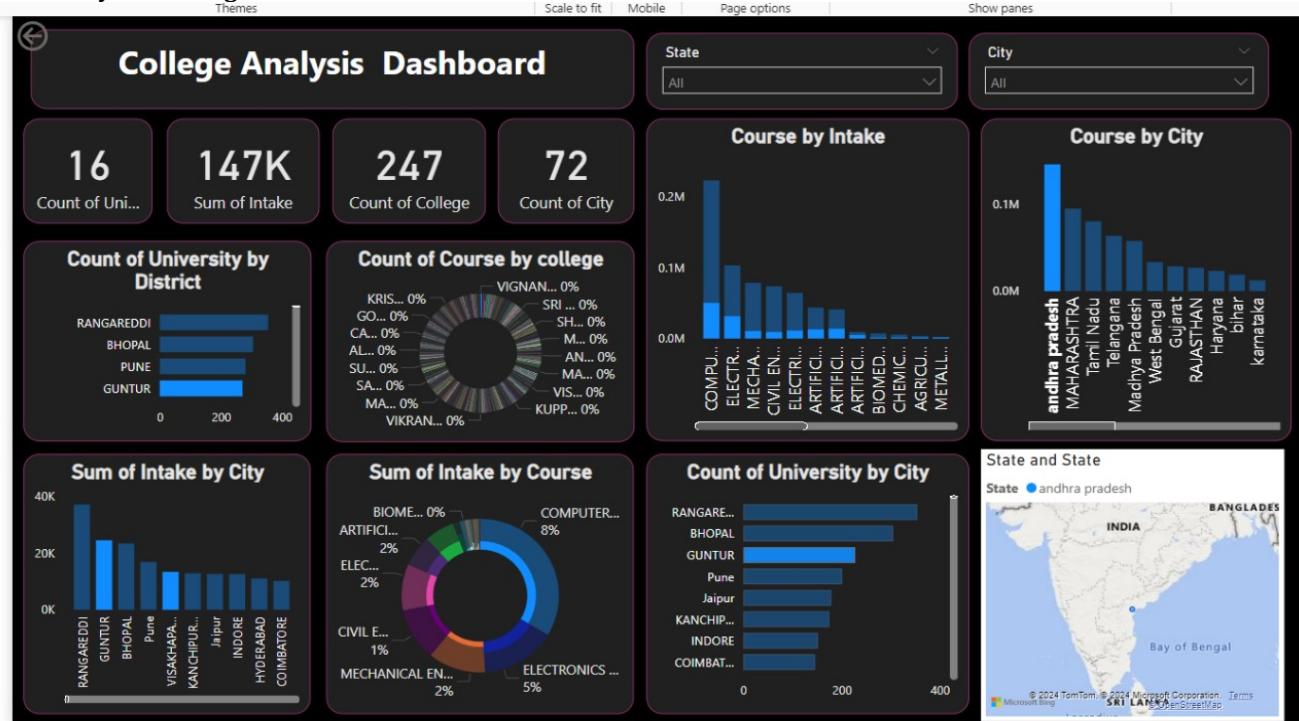 Themes
Scale to fit
Mobile
Page options
Show panes
College Analysis Dashboard
State
All
City
All
16
Count of Uni...
147K
Sum of Intake
247
Count of College
72
Count of City
Course by Intake
0.2M
0.1M
0.0M
COMPU...
ELECTR...
MECHA...
CIVIL EN...
ELECTRI...
ARTIFICI...
ARTIFICI...
ARTIFICI...
BIOMED...
CHEMIC...
AGRICU...
METALL...
Course by City
0.1M
0.0M
andhra pradesh
MAHARASHTRA
Tamil Nadu
Telangana
Madhya Pradesh
West Bengal
Gujarat
RAJASTHAN
Haryana
bihar
karnataka
Count of University by
District
RANGAREDDI
BHOPAL
PUNE
GUNTUR
0 200 400
Count of Course by college
VIGNAN... 0%
SRI ... 0%
SH... 0%
M... 0%
AN... 0%
MA... 0%
VIS... 0%
KUPP... 0%
VIKRAN... 0%
MA... 0%
SA... 0%
SU... 0%
AL... 0%
CA... 0%
GO... 0%
KRIS... 0%
Sum of Intake by City
40K
20K
0K
RANGAREDDI
GUNTUR
BHOPAL
Pune
VISAKHAPA...
KANCHIPUR...
Jaipur
INDORE
HYDERABAD
COIMBATORE
Sum of Intake by Course
COMPUTER...
8%
ELECTRONICS ...
5%
MECHANICAL EN...
2%
CIVIL E...
1%
ELEC...
2%
ARTIFICI...
2%
BIOME... 0%
Count of University by City
RANGARE...
BHOPAL
GUNTUR
Pune
Jaipur
KANCHIP...
INDORE
COIMBAT...
0 200 400
State and State
State andhra pradesh
INDIA
BANGLADES
Bay of Bengal
SRI LANKA
Microsoft Bing
© 2024 TomTom, © 2024 Microsoft Corporation, Terms
© OpenStreetMap